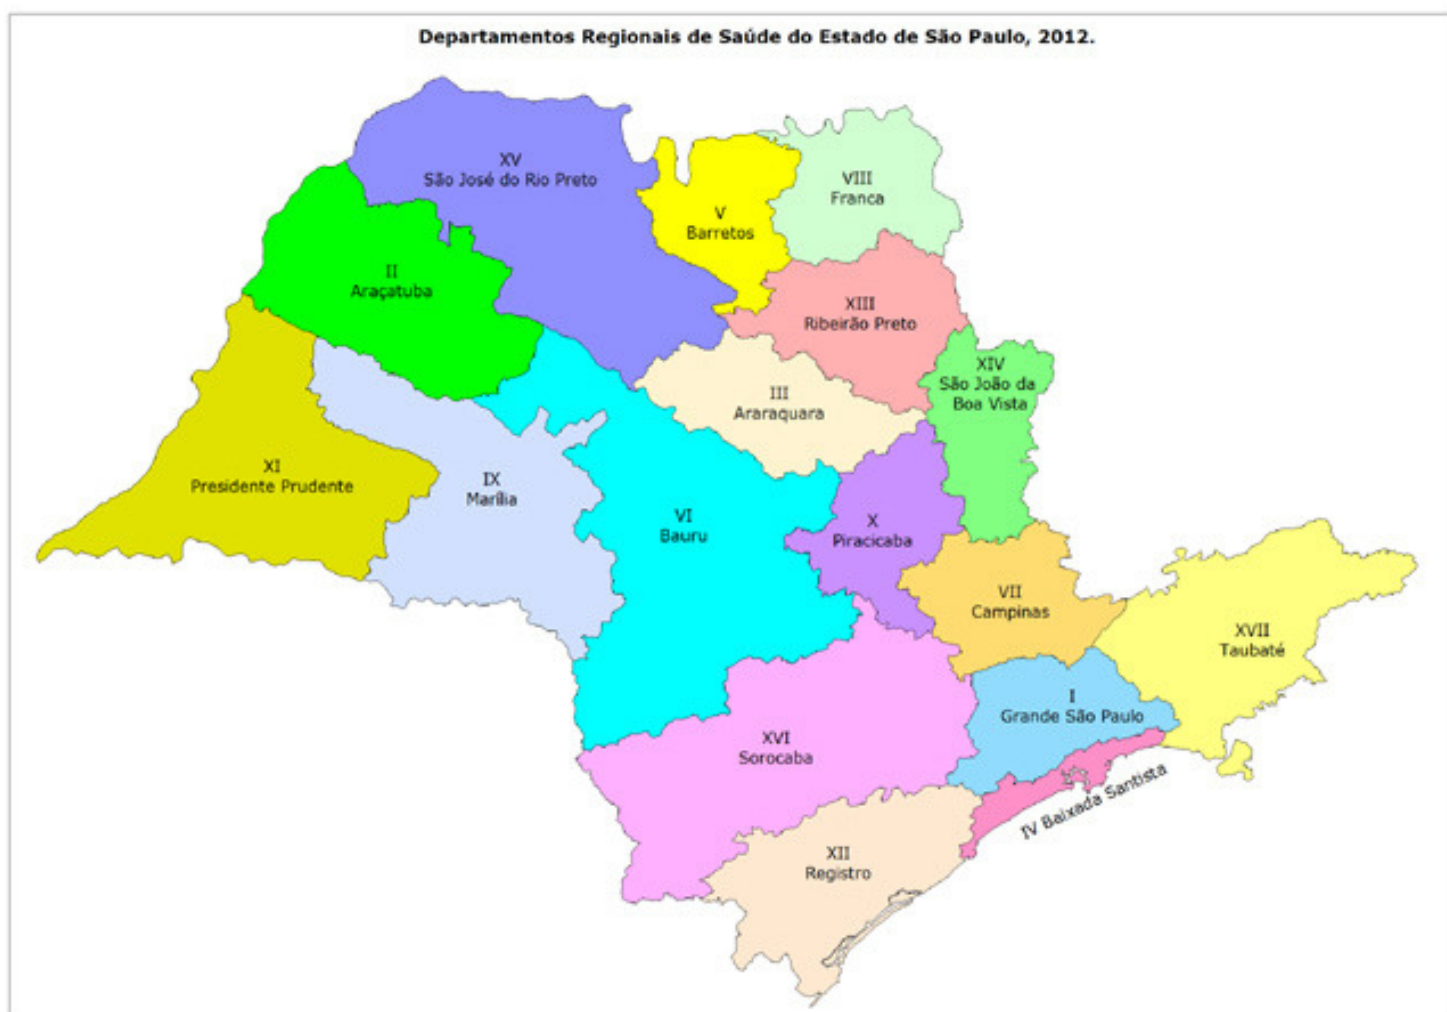 Departamentos Regionais de Saúde do Estado de São Paulo, 2012.
XV
São José do Rio Preto
VIII
Franca
V
Barretos
II
Araçatuba
XIII
Ribeirão Preto
XIV
São João da
Boa Vista
III
Araraquara
XI
Presidente Prudente
IX
Marília
VI
Bauru
X
Piracicaba
VII
Campinas
XVII
Taubaté
I
Grande São Paulo
XVI
Sorocaba
IV Baixada Santista
XII
Registro